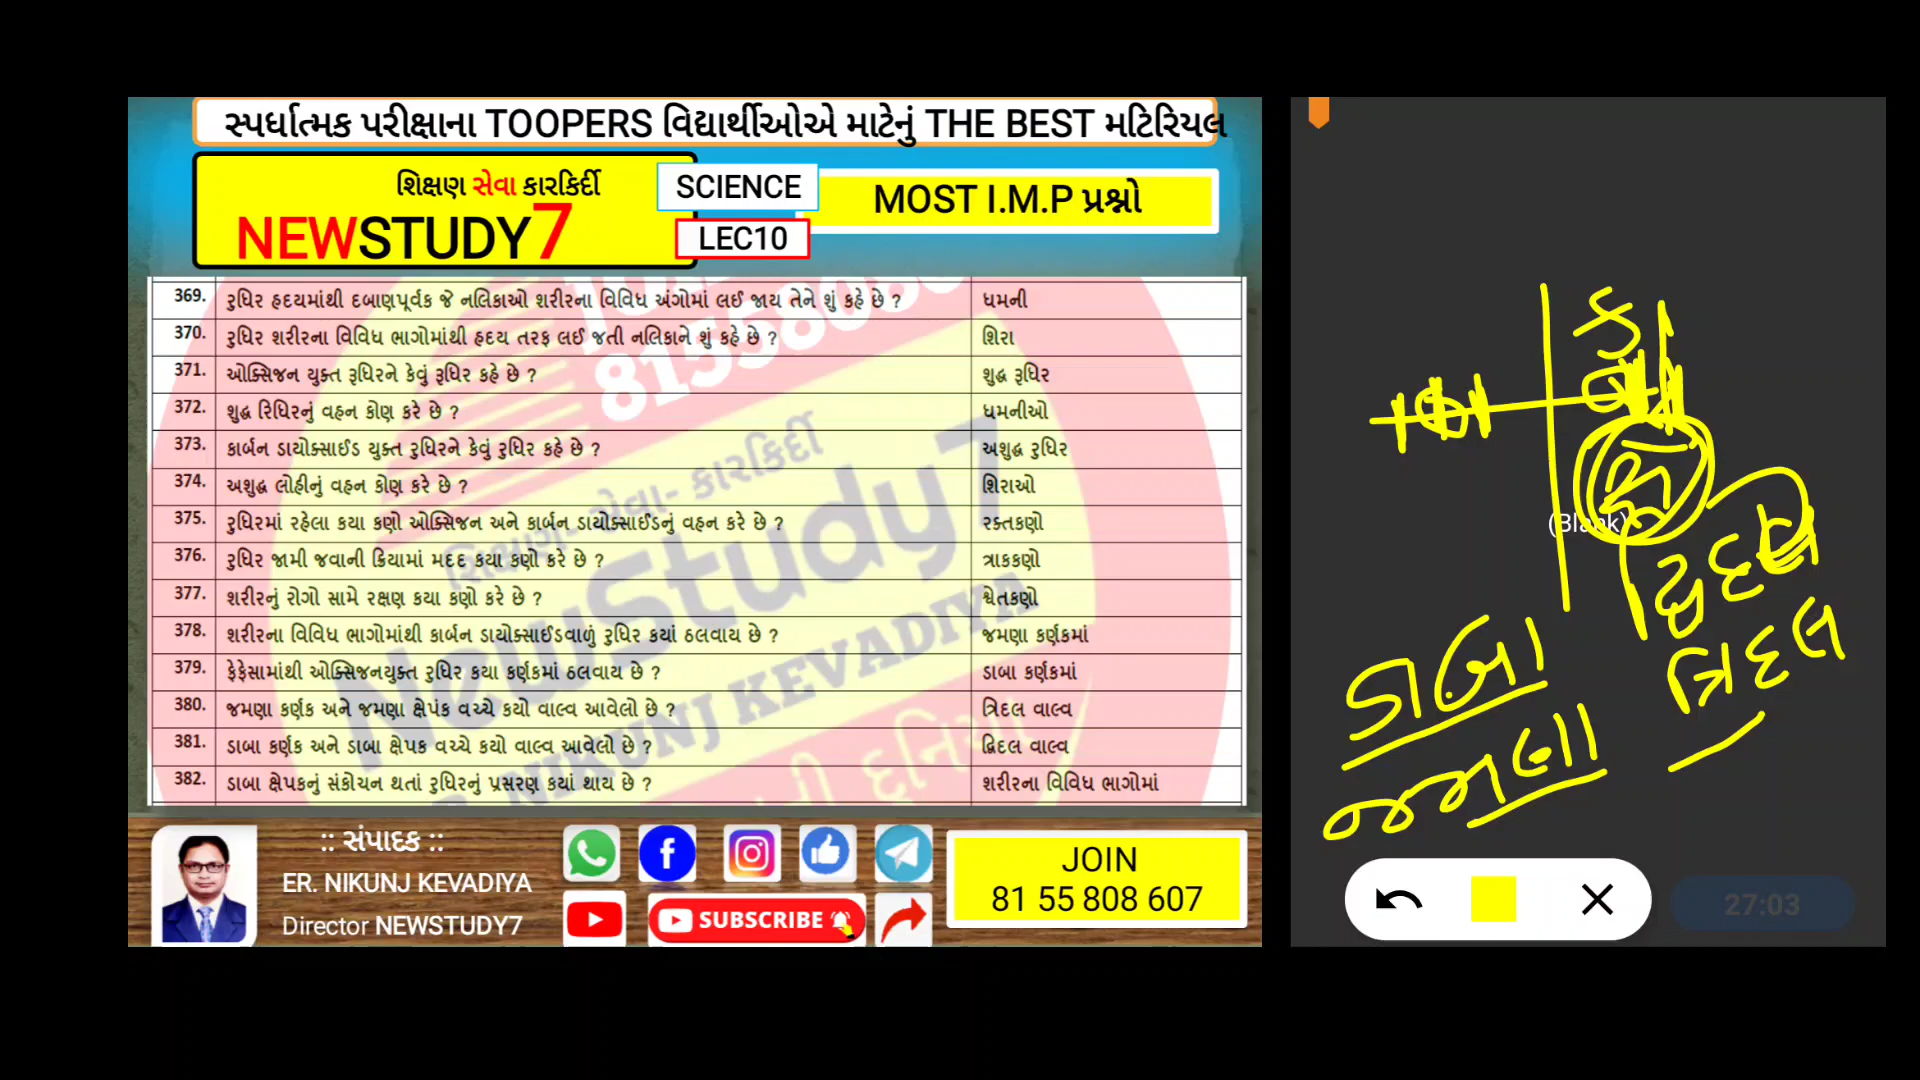 સ્પર્ધાત્મક પરીક્ષાના TOOPERS વિદ્યાર્થીઓએ માટેનું THE BEST મટિરિયલ
શિક્ષણ સેવા કારકિર્દી
NEWSTUDY7
SCIENCE
LEC10
MOST I.M.P પ્રશ્નો
369. રુધિર હૃદયમાંથી દબાણપૂર્વક જે નલિકાઓ શરીરના વિવિધ અંગોમાં લઈ જાય તેને શું કહે છે ? ધમની
370. રુધિર શરીરના વિવિધ ભાગોમાંથી હૃદય તરફ લઈ જતી નલિકાને શું કહે છે ? શિરા
371. ઓક્સિજન યુક્ત રૂધિરને કેવું રૂધિર કહે છે ? શુદ્ધ રૂધિર
372. શુદ્ધ રિધિરનું વહન કોણ કરે છે ? ધમનીઓ
373. કાર્બન ડાયોક્સાઈડ યુક્ત રુધિરને કેવું રુધિર કહે છે ? અશુદ્ધ રુધિર
374. અશુદ્ધ લોહીનું વહન કોણ કરે છે ? શિરાઓ
375. રુધિરમાં રહેલા કયા કણો ઓક્સિજન અને કાર્બન ડાયોક્સાઈડનું વહન કરે છે ? રક્તકણો
376. રુધિર જામી જવાની ક્રિયામાં મદદ કયા કણો કરે છે ? ત્રાકકણો
377. શરીરનું રોગો સામે રક્ષણ કયા કણો કરે છે ? શ્વેતકણો
378. શરીરના વિવિધ ભાગોમાંથી કાર્બન ડાયોક્સાઈડવાળું રુધિર કયાં ઠલવાય છે ? જમણા કર્ણકમાં
379. ફેફેસામાંથી ઓક્સિજનયુક્ત રુધિર કયા કર્ણકમાં ઠલવાય છે ? ડાબા કર્ણકમાં
380. જમણા કર્ણક અને જમણા ક્ષેપંક વચ્ચે કયો વાલ્વ આવેલો છે ? ત્રિદલ વાલ્વ
381. ડાબા કર્ણક અને ડાબા ક્ષેપક વચ્ચે કયો વાલ્વ આવેલો છે ? દ્વિદલ વાલ્વ
382. ડાબા ક્ષેપકનું સંકોચન થતાં રુધિરનું પ્રસરણ કયાં થાય છે ? શરીરના વિવિધ ભાગોમાં
શિક્ષણ- સેવા- કારકિર્દી
NewStudy7
NIKUNJ KEVADIYA
:: સંપાદક ::
ER. NIKUNJ KEVADIYA
Director NEWSTUDY7
SUBSCRIBE
JOIN
81 55 808 607
ક
(Blank)
દ્વિદલ
ત્રિદલ
ડાબા
જમણા
27:03